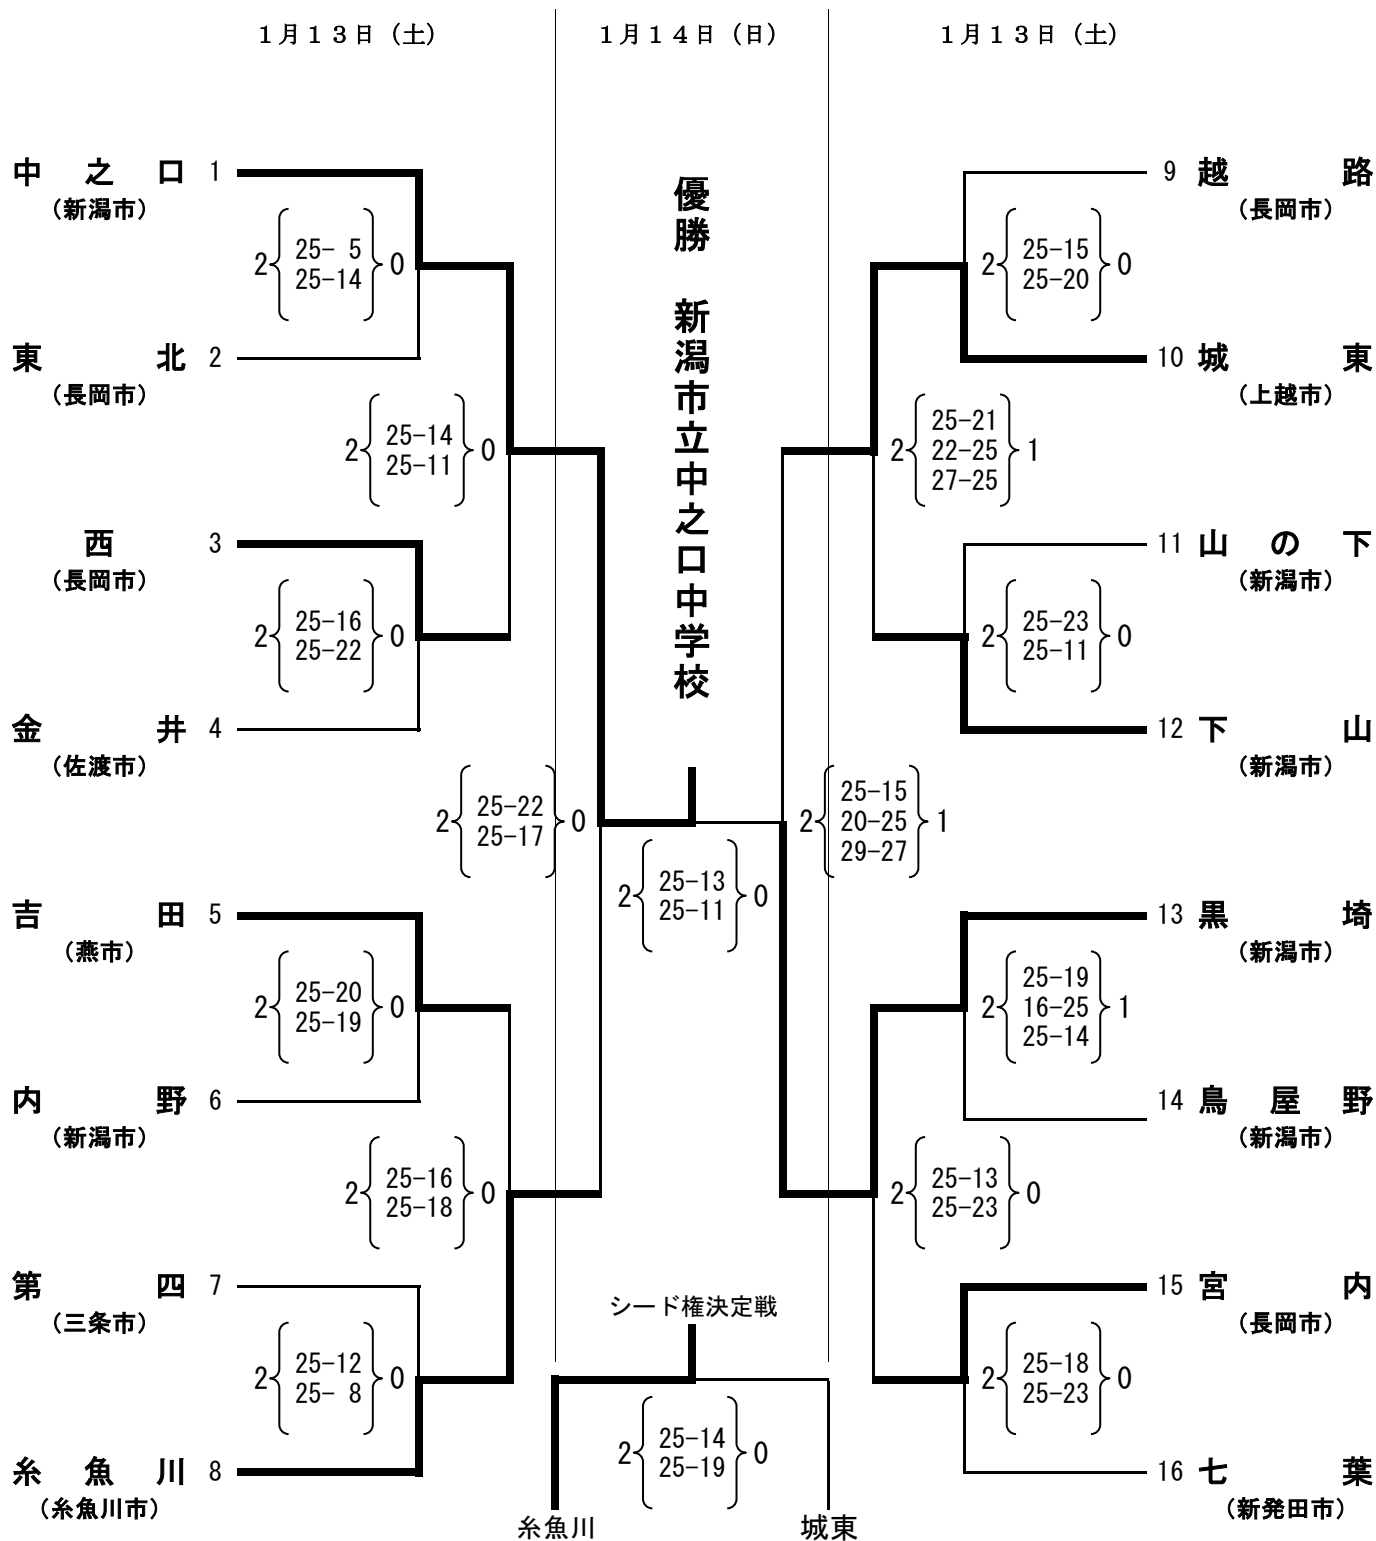 1月13日（土）
1月14日（日）
1月13日（土）
優勝　新潟市立中之口中学校
中之口 1
（新潟市）
2 25- 5 0
25-14
東北 2
（長岡市）
2 25-14 0
25-11
西 3
（長岡市）
2 25-16 0
25-22
金井 4
（佐渡市）
2 25-22 0
25-17
吉田 5
（燕市）
2 25-20 0
25-19
内野 6
（新潟市）
2 25-16 0
25-18
第四 7
（三条市）
2 25-12 0
25- 8
糸魚川 8
（糸魚川市）
2 25-13 0
25-11
シード権決定戦
2 25-14 0
25-19
糸魚川
城東
9 越路
（長岡市）
2 25-15 0
25-20
10 城東
（上越市）
25-21
2 22-25 1
27-25
11 山の下
（新潟市）
2 25-23 0
25-11
12 下山
（新潟市）
25-15
2 20-25 1
29-27
13 黒埼
（新潟市）
25-19
2 16-25 1
25-14
14 鳥屋野
（新潟市）
2 25-13 0
25-23
15 宮内
（長岡市）
2 25-18 0
25-23
16 七葉
（新発田市）